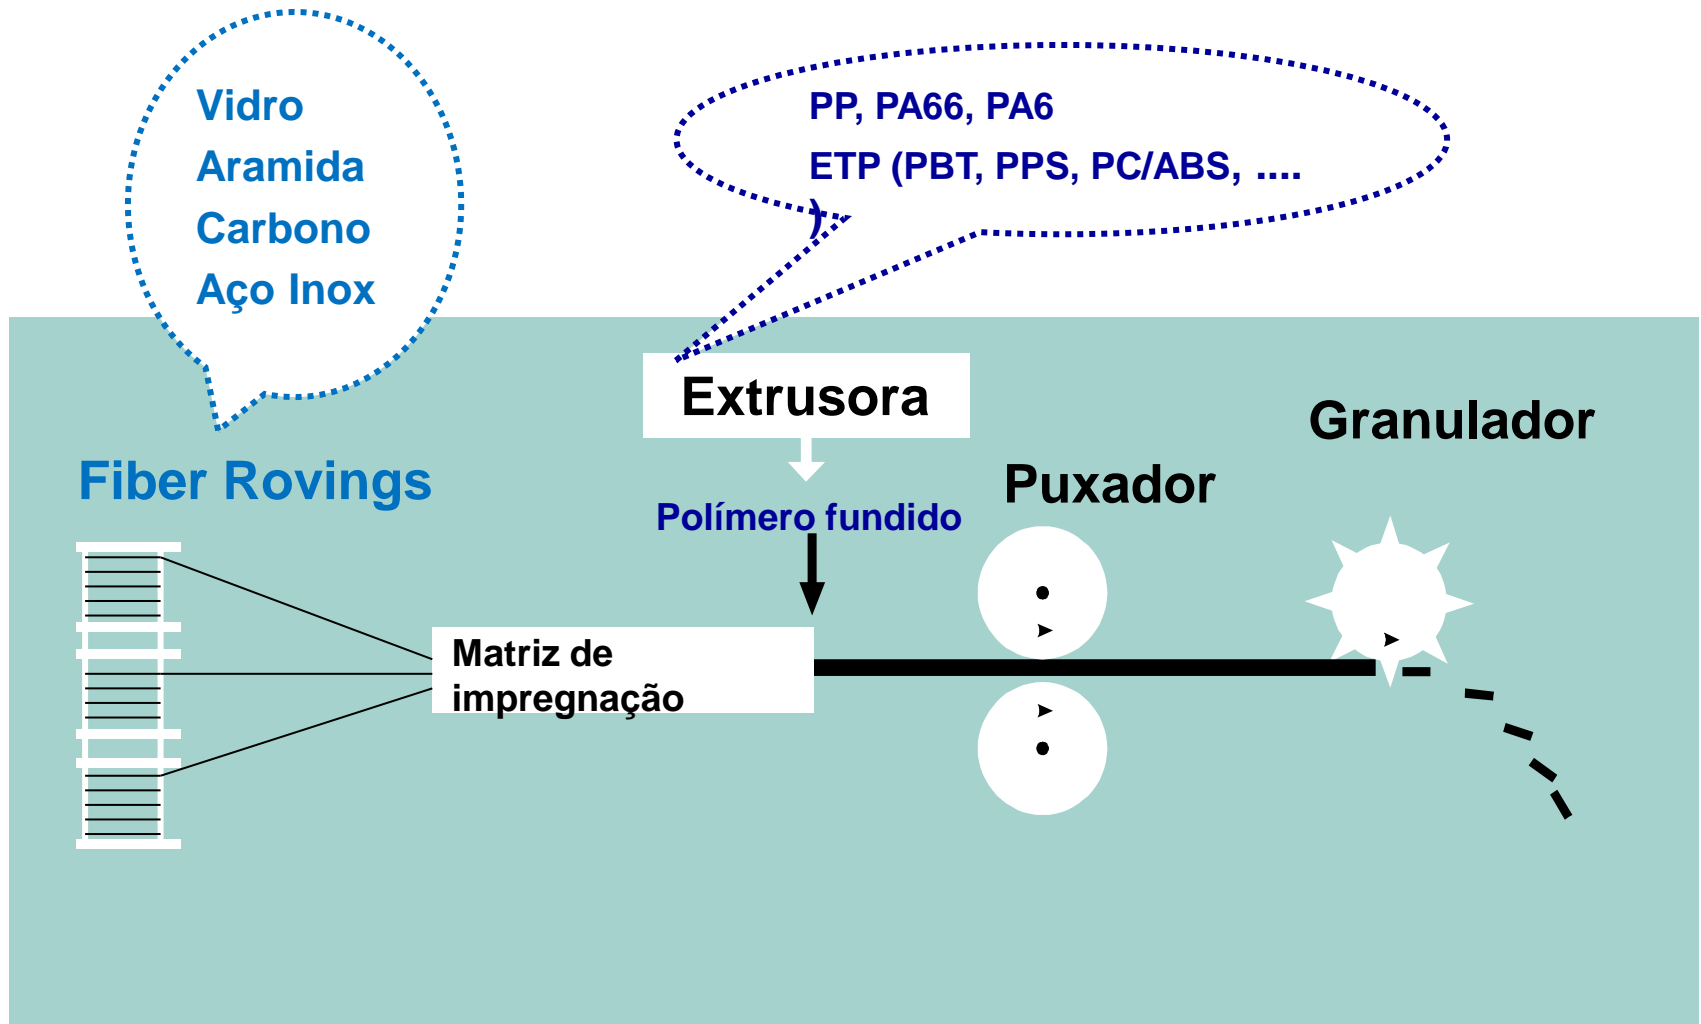 Vidro
Aramida
Carbono
Aço Inox
PP, PA66, PA6
ETP (PBT, PPS, PC/ABS, ....
)
Extrusora
Granulador
Fiber Rovings
Puxador
Polímero fundido
Matriz de
impregnação